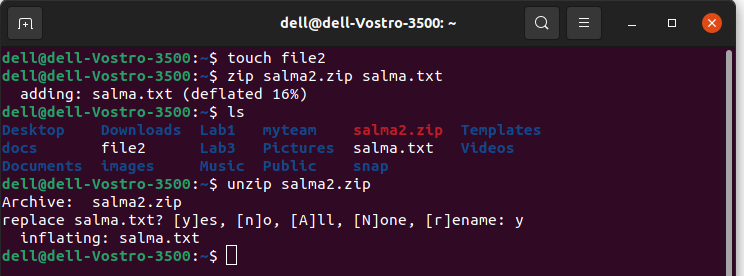 dell@dell-Vostro-3500: ~
dell@dell-Vostro-3500:~$ touch file2
dell@dell-Vostro-3500:~$ zip salma2.zip salma.txt
  adding: salma.txt (deflated 16%)
dell@dell-Vostro-3500:~$ ls
Desktop    Downloads  Lab1   myteam    salma2.zip  Templates
docs       file2      Lab3   Pictures  salma.txt   Videos
Documents  images     Music  Public    snap
dell@dell-Vostro-3500:~$ unzip salma2.zip
Archive:  salma2.zip
replace salma.txt? [y]es, [n]o, [A]ll, [N]one, [r]ename: y
  inflating: salma.txt
dell@dell-Vostro-3500:~$